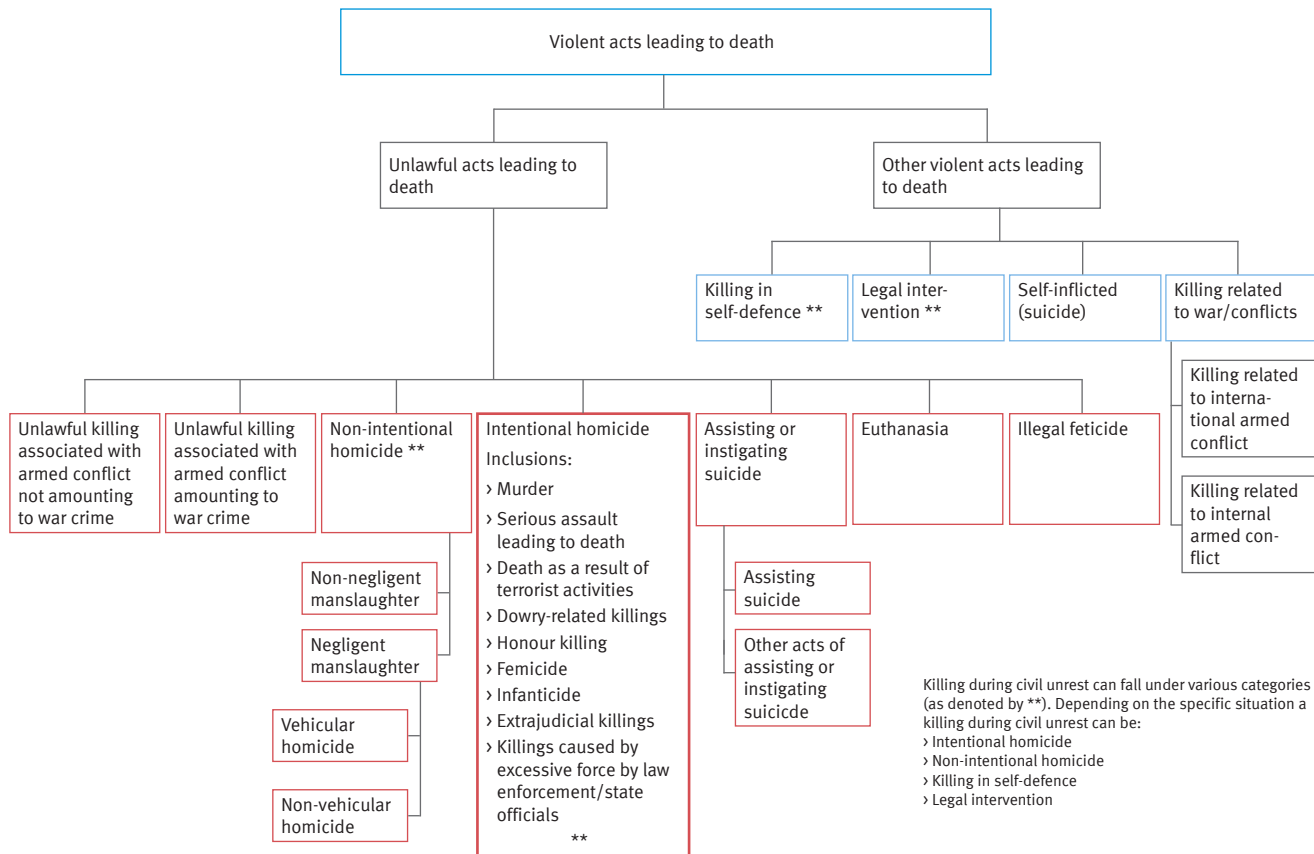 Violent acts leading to death
Unlawful acts leading to
death
Other violent acts leading
to death
Killing in
self-defence **
Legal inter-
vention **
Self-inflicted
(suicide)
Killing related
to war/conflicts
Killing related
to interna-
tional armed
conflict
Killing related
to internal
armed con-
flict
Unlawful killing
associated with
armed conflict
not amounting
to war crime
Unlawful killing
associated with
armed conflict
amounting to
war crime
Non-intentional
homicide **
Non-negligent
manslaughter
Negligent
manslaughter
Vehicular
homicide
Non-vehicular
homicide
Intentional homicide
Inclusions:
› Murder
› Serious assault
leading to death
› Death as a result of
terrorist activities
› Dowry-related killings
› Honour killing
› Femicide
› Infanticide
› Extrajudicial killings
› Killings caused by
excessive force by law
enforcement/state
officials
**
Assisting or
instigating
suicide
Assisting
suicide
Other acts of
assisting or
instigating
suicicde
Euthanasia
Illegal feticide
Killing during civil unrest can fall under various categories
(as denoted by **). Depending on the specific situation a
killing during civil unrest can be:
› Intentional homicide
› Non-intentional homicide
› Killing in self-defence
› Legal intervention